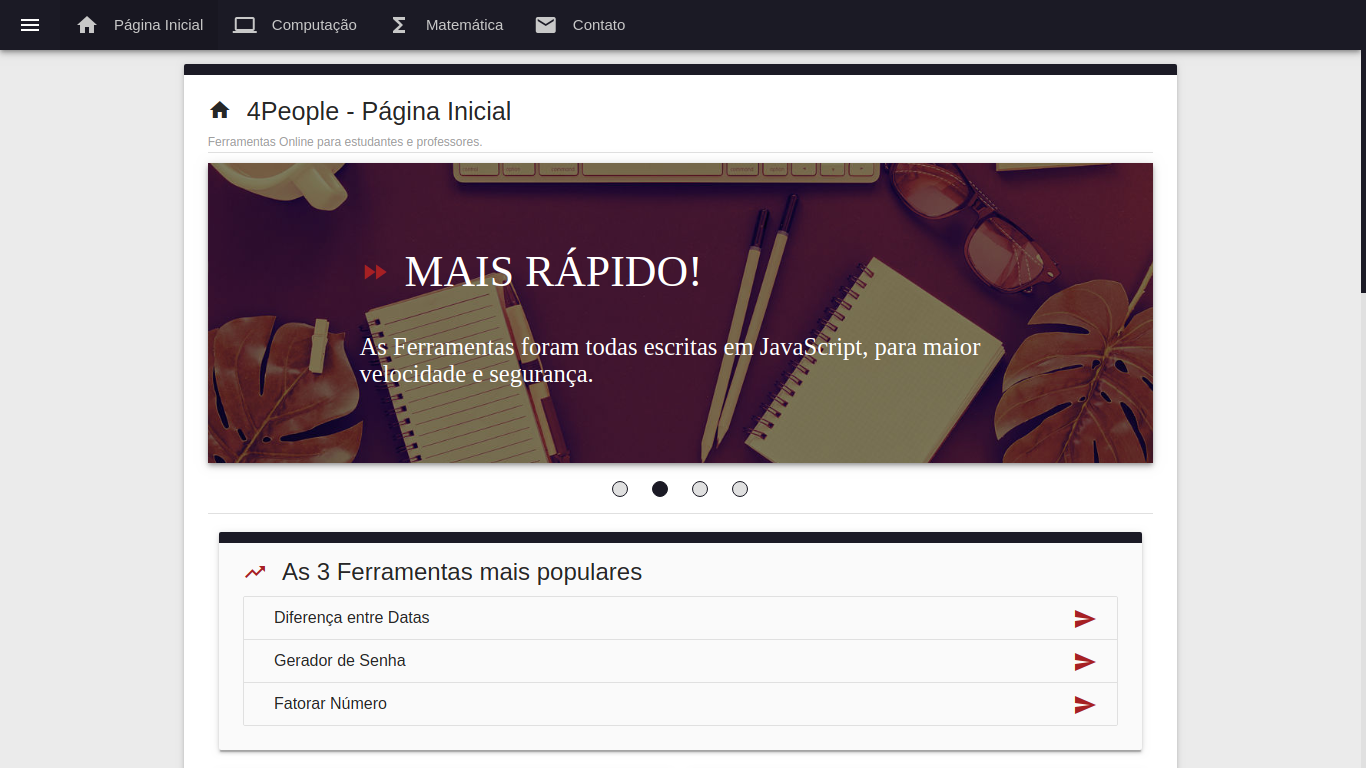 Página Inicial
Computação
Matemática
Contato
4People - Página Inicial
Ferramentas Online para estudantes e professores.
MAIS RÁPIDO!
As Ferramentas foram todas escritas em JavaScript, para maior
velocidade e segurança.
As 3 Ferramentas mais populares
Diferença entre Datas
Gerador de Senha
Fatorar Número